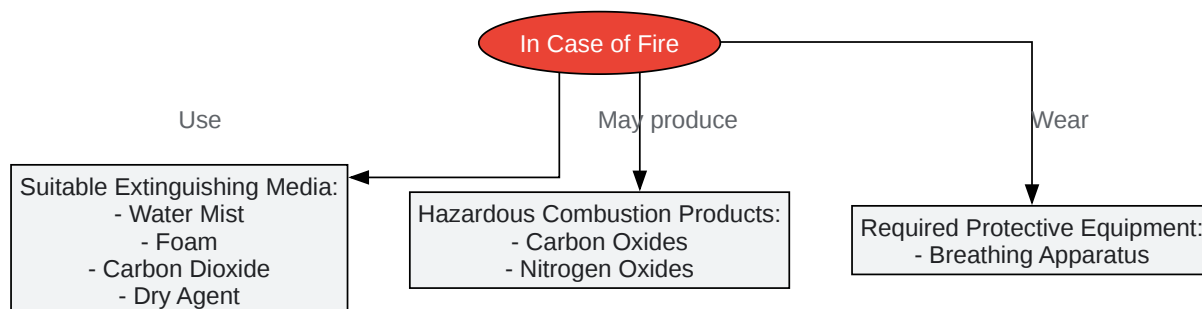 In Case of Fire
Use
May produce
Wear
Suitable Extinguishing Media:
- Water Mist
- Foam
- Carbon Dioxide
- Dry Agent
Hazardous Combustion Products:
- Carbon Oxides
- Nitrogen Oxides
Required Protective Equipment:
- Breathing Apparatus